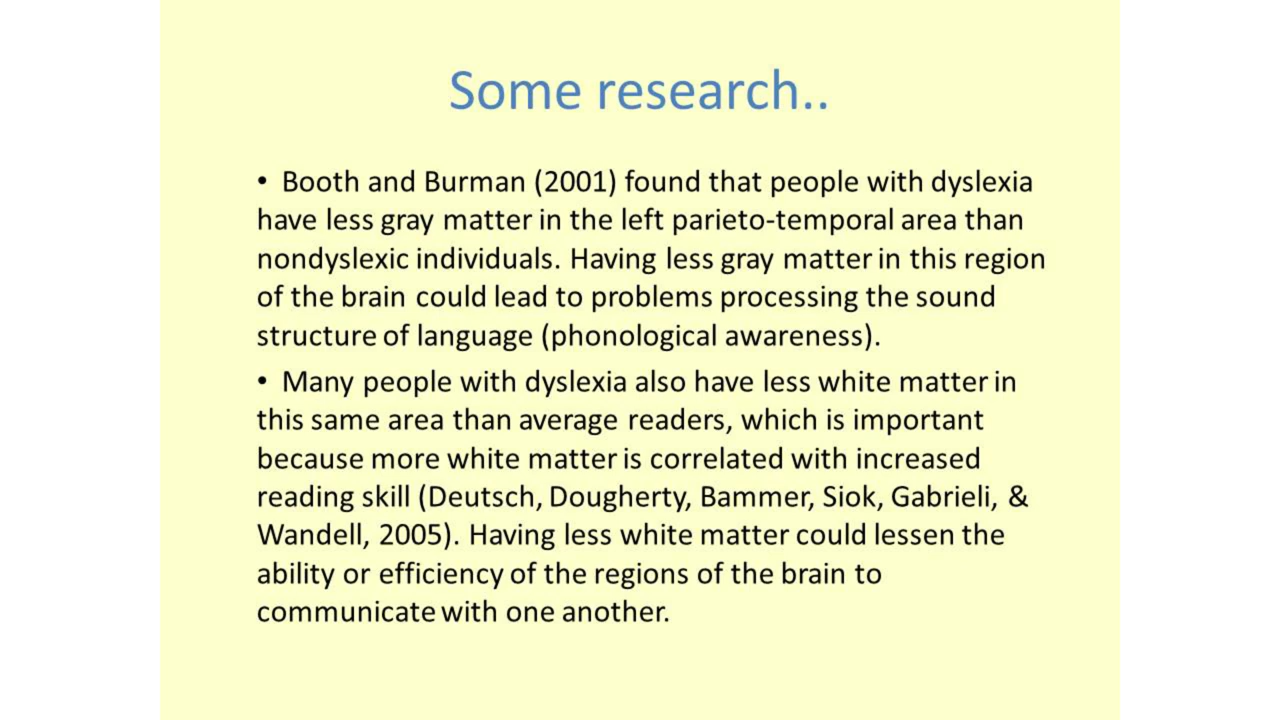 Some research..
• Booth and Burman (2001) found that people with dyslexia
have less gray matter in the left parieto-temporal area than
nondyslexic individuals. Having less gray matter in this region
of the brain could lead to problems processing the sound
structure of language (phonological awareness).
• Many people with dyslexia also have less white matter in
this same area than average readers, which is important
because more white matter is correlated with increased
reading skill (Deutsch, Dougherty, Bammer, Siok, Gabrieli, &
Wandell, 2005). Having less white matter could lessen the
ability or efficiency of the regions of the brain to
communicate with one another.